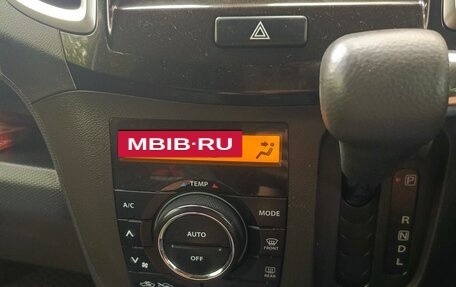 MBIB·RU
TEMP
A/C
MODE
AUTO
OFF
FRONT
REAR
P
R
N
D
L